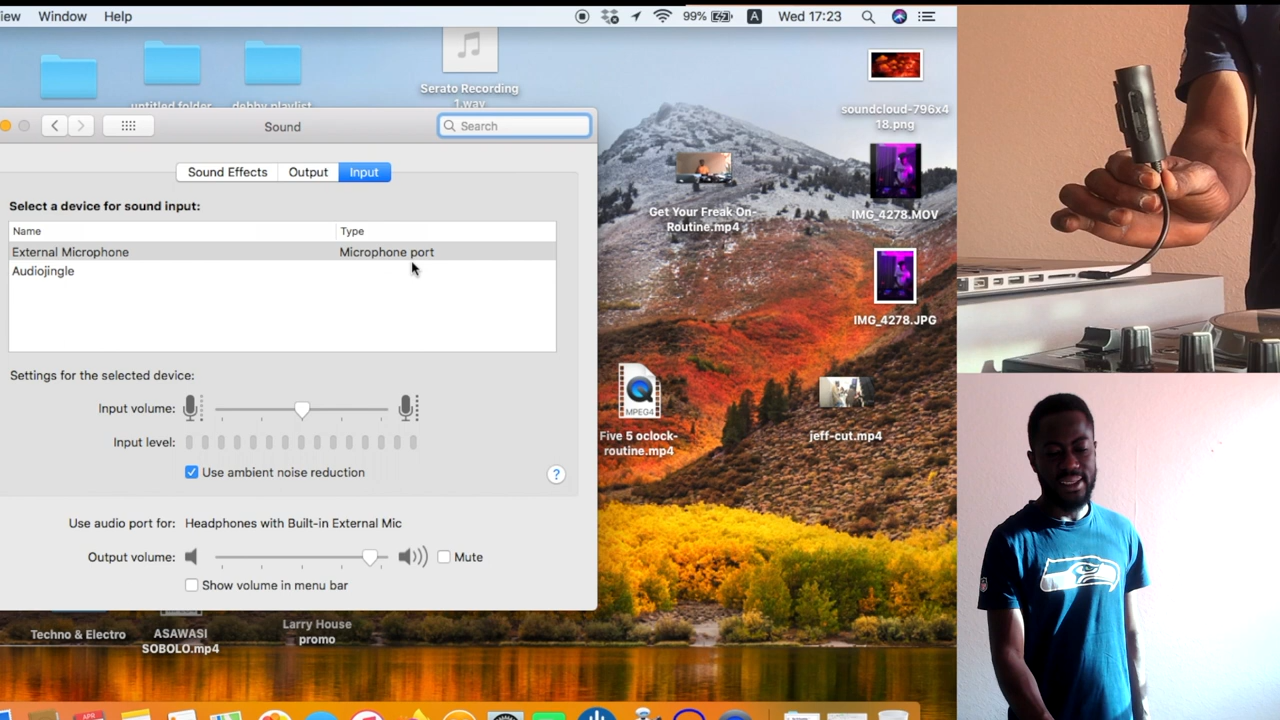 iew Window Help 99% A Wed 17:23
untitled folder
debby playlist
Serato Recording
1.wav
soundcloud-796x4
18.png
Sound
Search
Sound Effects Output Input
Select a device for sound input:
Name Type
External Microphone Microphone port
Audiojingle
Get Your Freak On-
Routine.mp4
IMG_4278.MOV
IMG_4278.JPG
Settings for the selected device:
Input volume:
Input level:
Use ambient noise reduction
?
MPEG4
Five 5 oclock-
routine.mp4
jeff-cut.mp4
Use audio port for: Headphones with Built-in External Mic
Output volume: Mute
Show volume in menu bar
Techno & Electro
ASAWASI
SOBOLO.mp4
Larry House
promo
APR